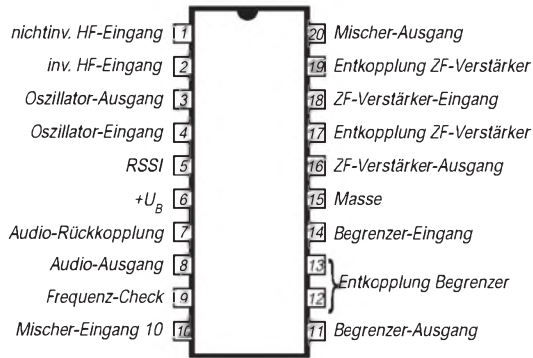 nichtinv. HF-Eingang 1
20 Mischer-Ausgang
inv. HF-Eingang 2
19 Entkopplung ZF-Verstärker
Oszillator-Ausgang 3
18 ZF-Verstärker-Eingang
Oszillator-Eingang 4
17 Entkopplung ZF-Verstärker
RSSI 5
16 ZF-Verstärker-Ausgang
+UB 6
15 Masse
Audio-Rückkopplung 7
14 Begrenzer-Eingang
Audio-Ausgang 8
13
Entkopplung Begrenzer
Frequenz-Check 9
12
Mischer-Eingang 10 10
11 Begrenzer-Ausgang